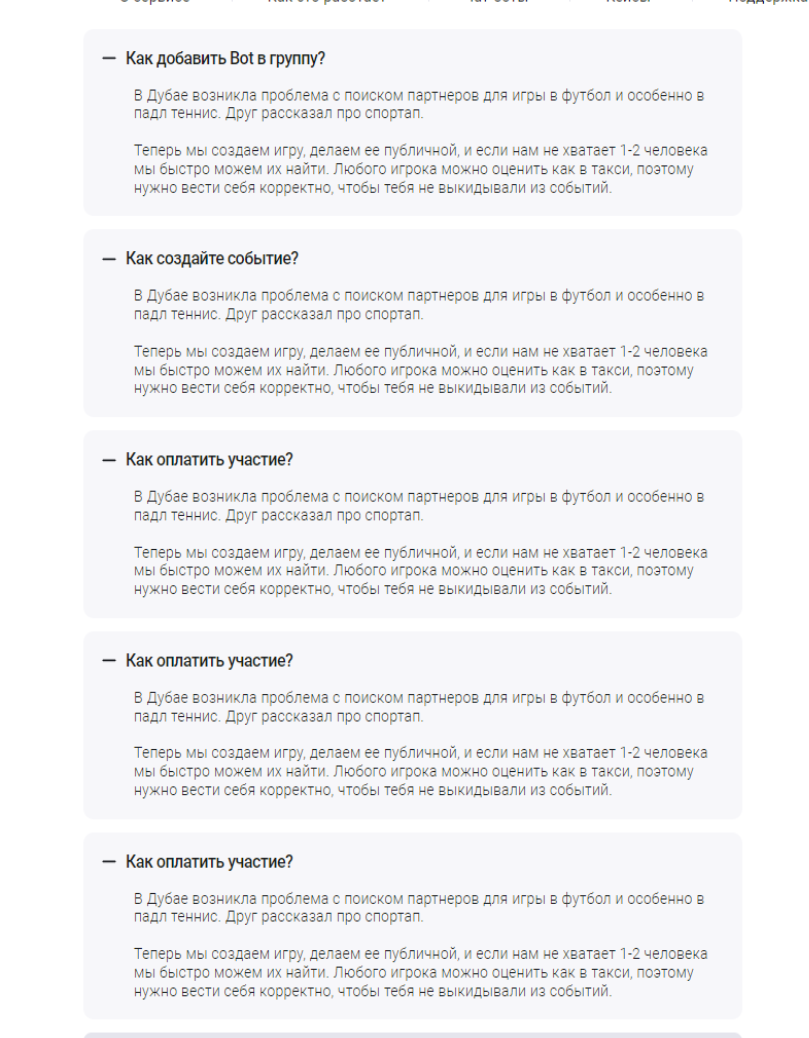 Как добавить Bot в группу?
В Дубае возникла проблема с поиском партнеров для игры в футбол и особенно в
падл теннис. Друг рассказал про спортап.
Теперь мы создаем игру, делаем ее публичной, и если нам не хватает 1-2 человека
мы быстро можем их найти. Любого игрока можно оценить как в такси, поэтому
нужно вести себя корректно, чтобы тебя не выкидывали из событий.
Как создайте событие?
В Дубае возникла проблема с поиском партнеров для игры в футбол и особенно в
падл теннис. Друг рассказал про спортап.
Теперь мы создаем игру, делаем ее публичной, и если нам не хватает 1-2 человека
мы быстро можем их найти. Любого игрока можно оценить как в такси, поэтому
нужно вести себя корректно, чтобы тебя не выкидывали из событий.
Как оплатить участие?
В Дубае возникла проблема с поиском партнеров для игры в футбол и особенно в
падл теннис. Друг рассказал про спортап.
Теперь мы создаем игру, делаем ее публичной, и если нам не хватает 1-2 человека
мы быстро можем их найти. Любого игрока можно оценить как в такси, поэтому
нужно вести себя корректно, чтобы тебя не выкидывали из событий.
Как оплатить участие?
В Дубае возникла проблема с поиском партнеров для игры в футбол и особенно в
падл теннис. Друг рассказал про спортап.
Теперь мы создаем игру, делаем ее публичной, и если нам не хватает 1-2 человека
мы быстро можем их найти. Любого игрока можно оценить как в такси, поэтому
нужно вести себя корректно, чтобы тебя не выкидывали из событий.
Как оплатить участие?
В Дубае возникла проблема с поиском партнеров для игры в футбол и особенно в
падл теннис. Друг рассказал про спортап.
Теперь мы создаем игру, делаем ее публичной, и если нам не хватает 1-2 человека
мы быстро можем их найти. Любого игрока можно оценить как в такси, поэтому
нужно вести себя корректно, чтобы тебя не выкидывали из событий.